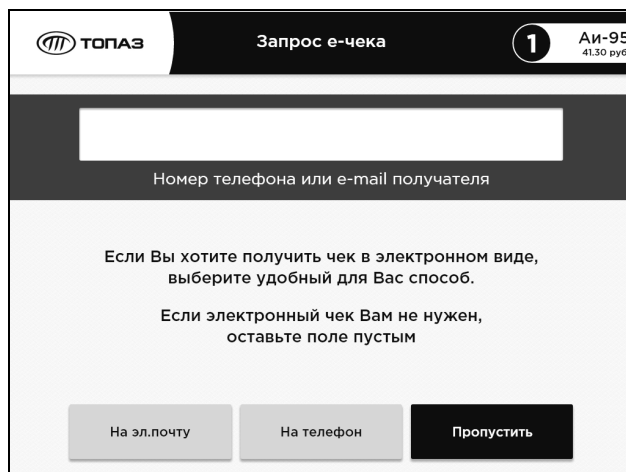 ТОПАЗ
Запрос е-чека
1
Аи-95
41.30 руб
Номер телефона или e-mail получателя
Если Вы хотите получить чек в электронном виде,
выберите удобный для Вас способ.
Если электронный чек Вам не нужен,
оставьте поле пустым
На эл.почту
На телефон
Пропустить